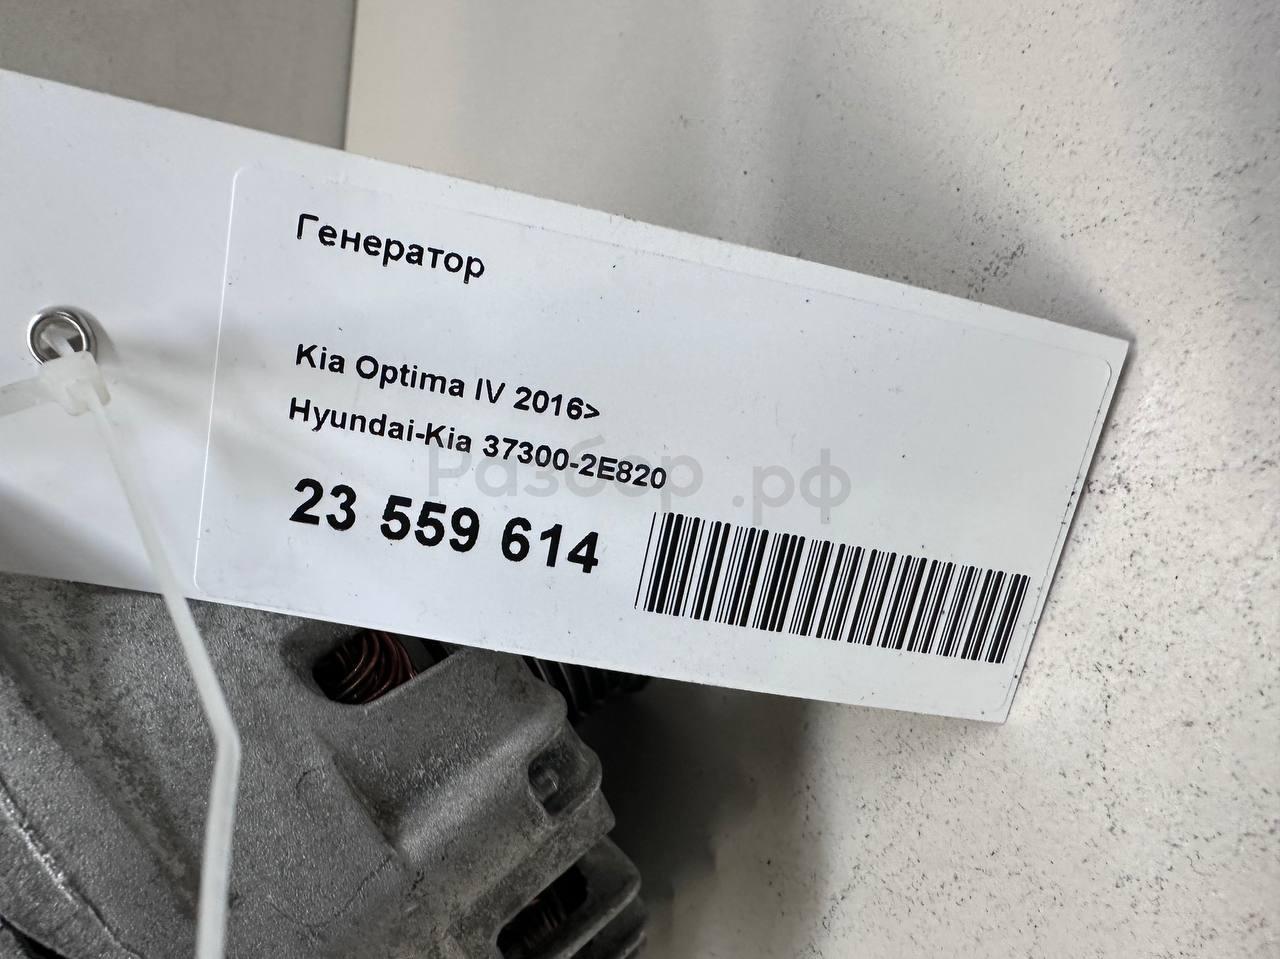 Генератор
Kia Optima IV 2016>
Hyundai-Kia 37300-2E820
Разбор.рф
23 559 614